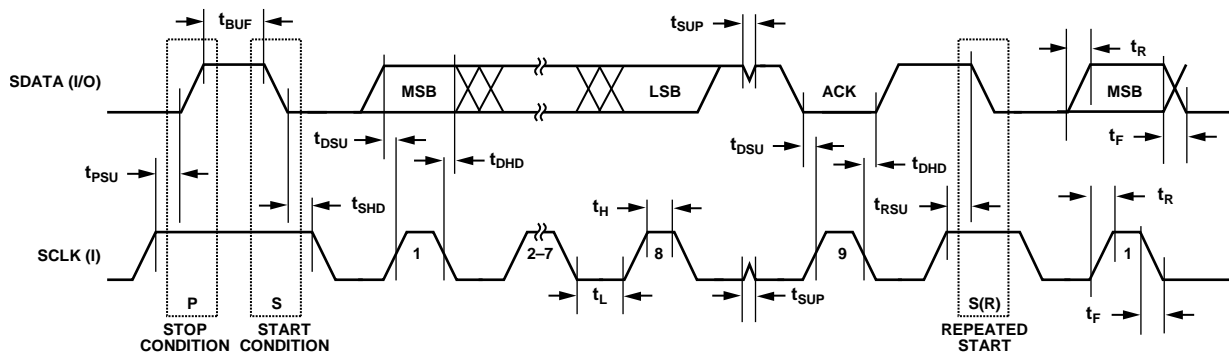 tBUF
tSUP
tR
SDATA (I/O)
MSB
LSB
ACK
MSB
tDSU
tDHD
tDSU
tDHD
tF
tPSU
tSHD
tH
tRSU
tR
SCLK (I)
1
2–7
8
9
1
tL
tSUP
tF
P
S
S(R)
STOP
CONDITION
START
CONDITION
REPEATED
START